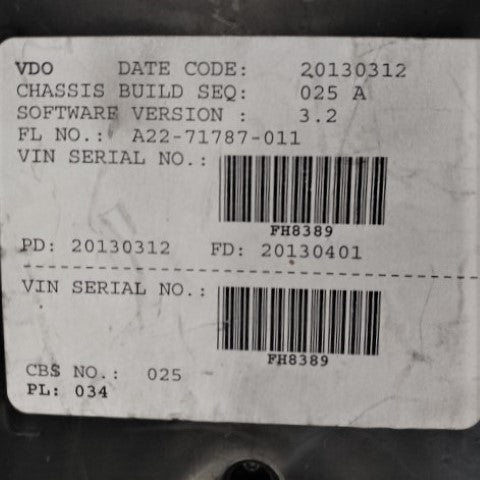 VDO DATE CODE: 20130312
CHASSIS BUILD SEQ: 025 A
SOFTWARE VERSION : 3.2
FL NO.: A22-71787-011
VIN SERIAL NO.:
FH8389
PD: 20130312 FD: 20130401
VIN SERIAL NO.:
FH8389
CBS NO.: 025
PL: 034